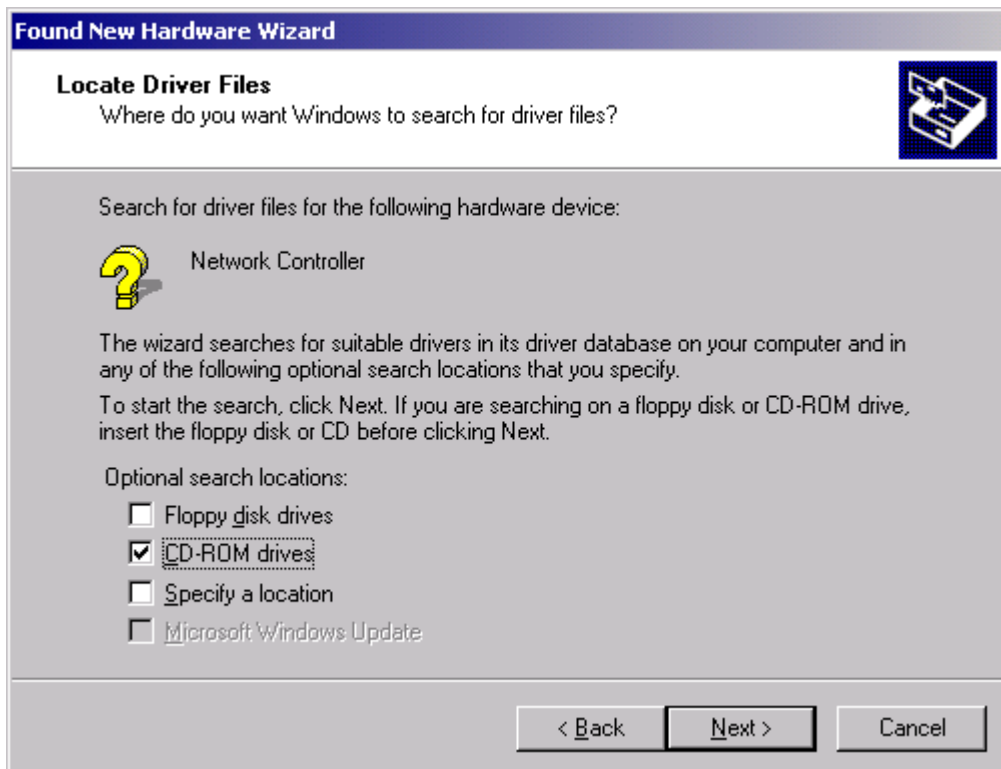 Found New Hardware Wizard
Locate Driver Files
Where do you want Windows to search for driver files?
Search for driver files for the following hardware device:
Network Controller
The wizard searches for suitable drivers in its driver database on your computer and in
any of the following optional search locations that you specify.
To start the search, click Next. If you are searching on a floppy disk or CD-ROM drive,
insert the floppy disk or CD before clicking Next.
Optional search locations:
Floppy disk drives
CD-ROM drives
Specify a location
Microsoft Windows Update
< Back Next > Cancel